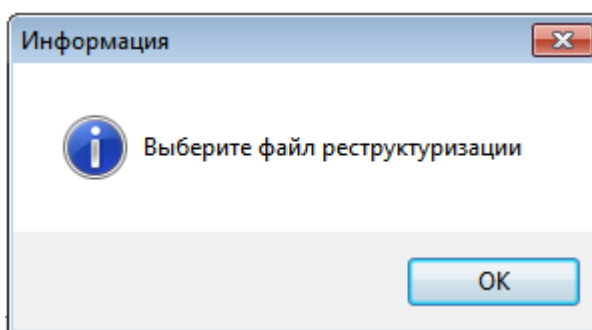 Информация
Выберите файл реструктуризации
OK